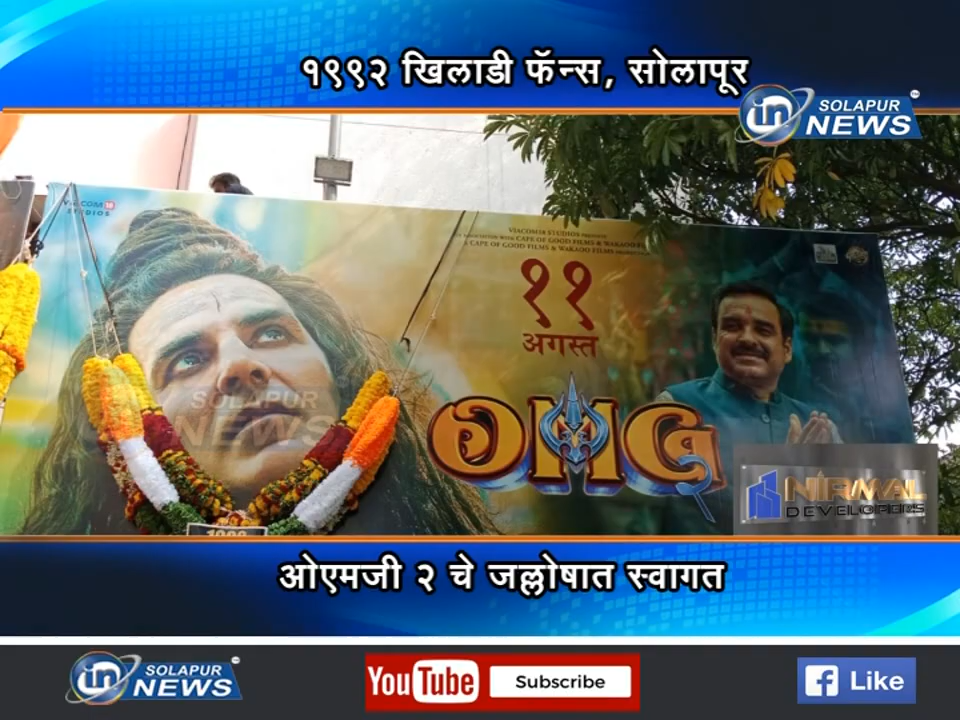 १९९२ खिलाडी फॅन्स, सोलापूर
in SOLAPUR NEWS
VIACOM18 STUDIOS
VIACOM18 STUDIOS PRESENTS
IN ASSOCIATION WITH CAPE OF GOOD FILMS & WAKAOO FILMS
A CAPE OF GOOD FILMS & WAKAOO FILMS PRODUCTION
११
अगस्त
OMG
२
SOLAPUR
NEWS
NIRMAL
DEVELOPERS
ओएमजी २ चे जल्लोषात स्वागत
in SOLAPUR NEWS
YouTube Subscribe
f Like